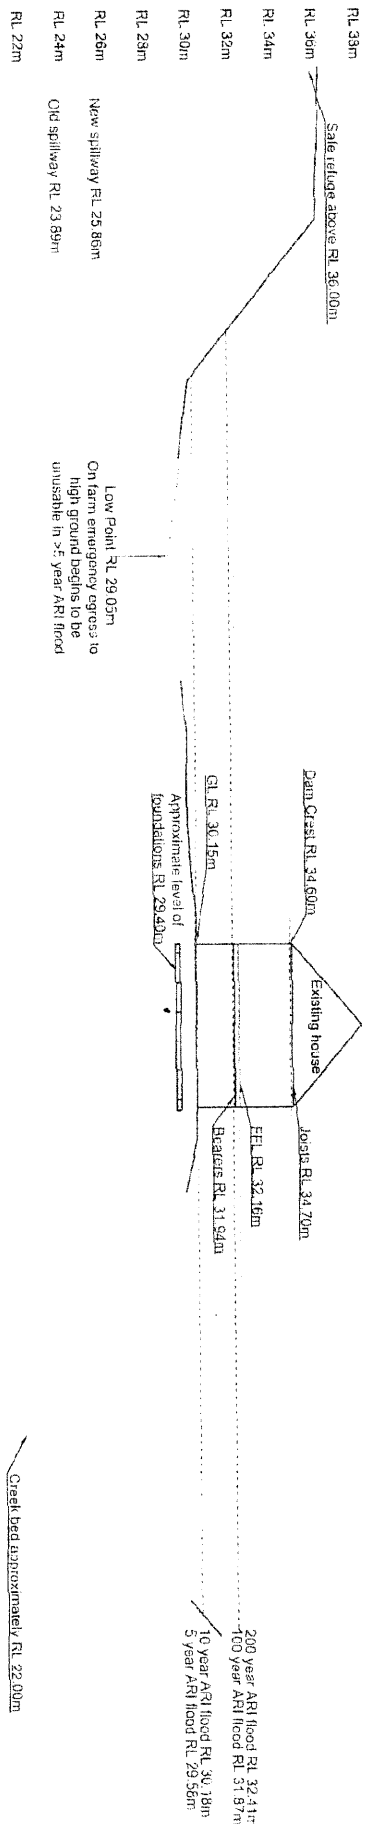 RL 38m
RL 36m
RL 34m
RL 32m
RL 30m
RL 28m
RL 26m
RL 24m
RL 22m
Safe refuge above RL 36.00m
New spillway RL 25.86m
Old spillway RL 23.89m
Low Point RL 29.05m
On farm emergency egress to
high ground begins to be
unusable in >5 year ARI flood
Dam Crest RL 34.60m
GL RL 30.15m
Approximate level of
foundations RL 29.40m
Existing house
Joists RL 34.70m
FFL RL 32.16m
Bearers RL 31.94m
200 year ARI flood RL 32.41m
100 year ARI flood RL 31.87m
10 year ARI flood RL 30.18m
5 year ARI flood RL 29.58m
Creek bed approximately RL 22.00m